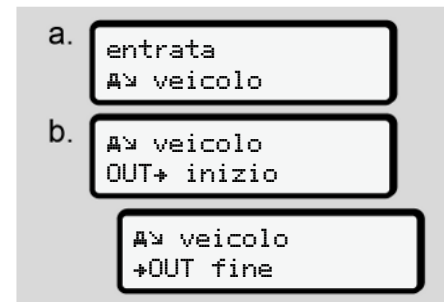 a.
entrata
veicolo
b.
veicolo
OUT→ inizio
veicolo
→OUT fine